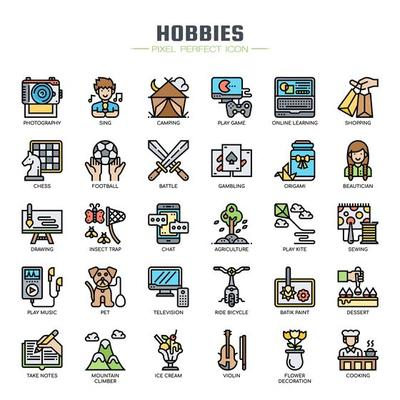 HOBBIES
PIXEL PERFECT ICON
PHOTOGRAPHY SING CAMPING PLAY GAME ONLINE LEARNING SHOPPING
CHESS FOOTBALL BATTLE GAMBLING ORIGAMI BEAUTICIAN
DRAWING INSECT TRAP CHAT AGRICULTURE PLAY KITE SEWING
PLAY MUSIC PET TELEVISION RIDE BICYCLE BATIK PAINT DESSERT
TAKE NOTES MOUNTAIN CLIMBER ICE CREAM VIOLIN FLOWER DECORATION COOKING